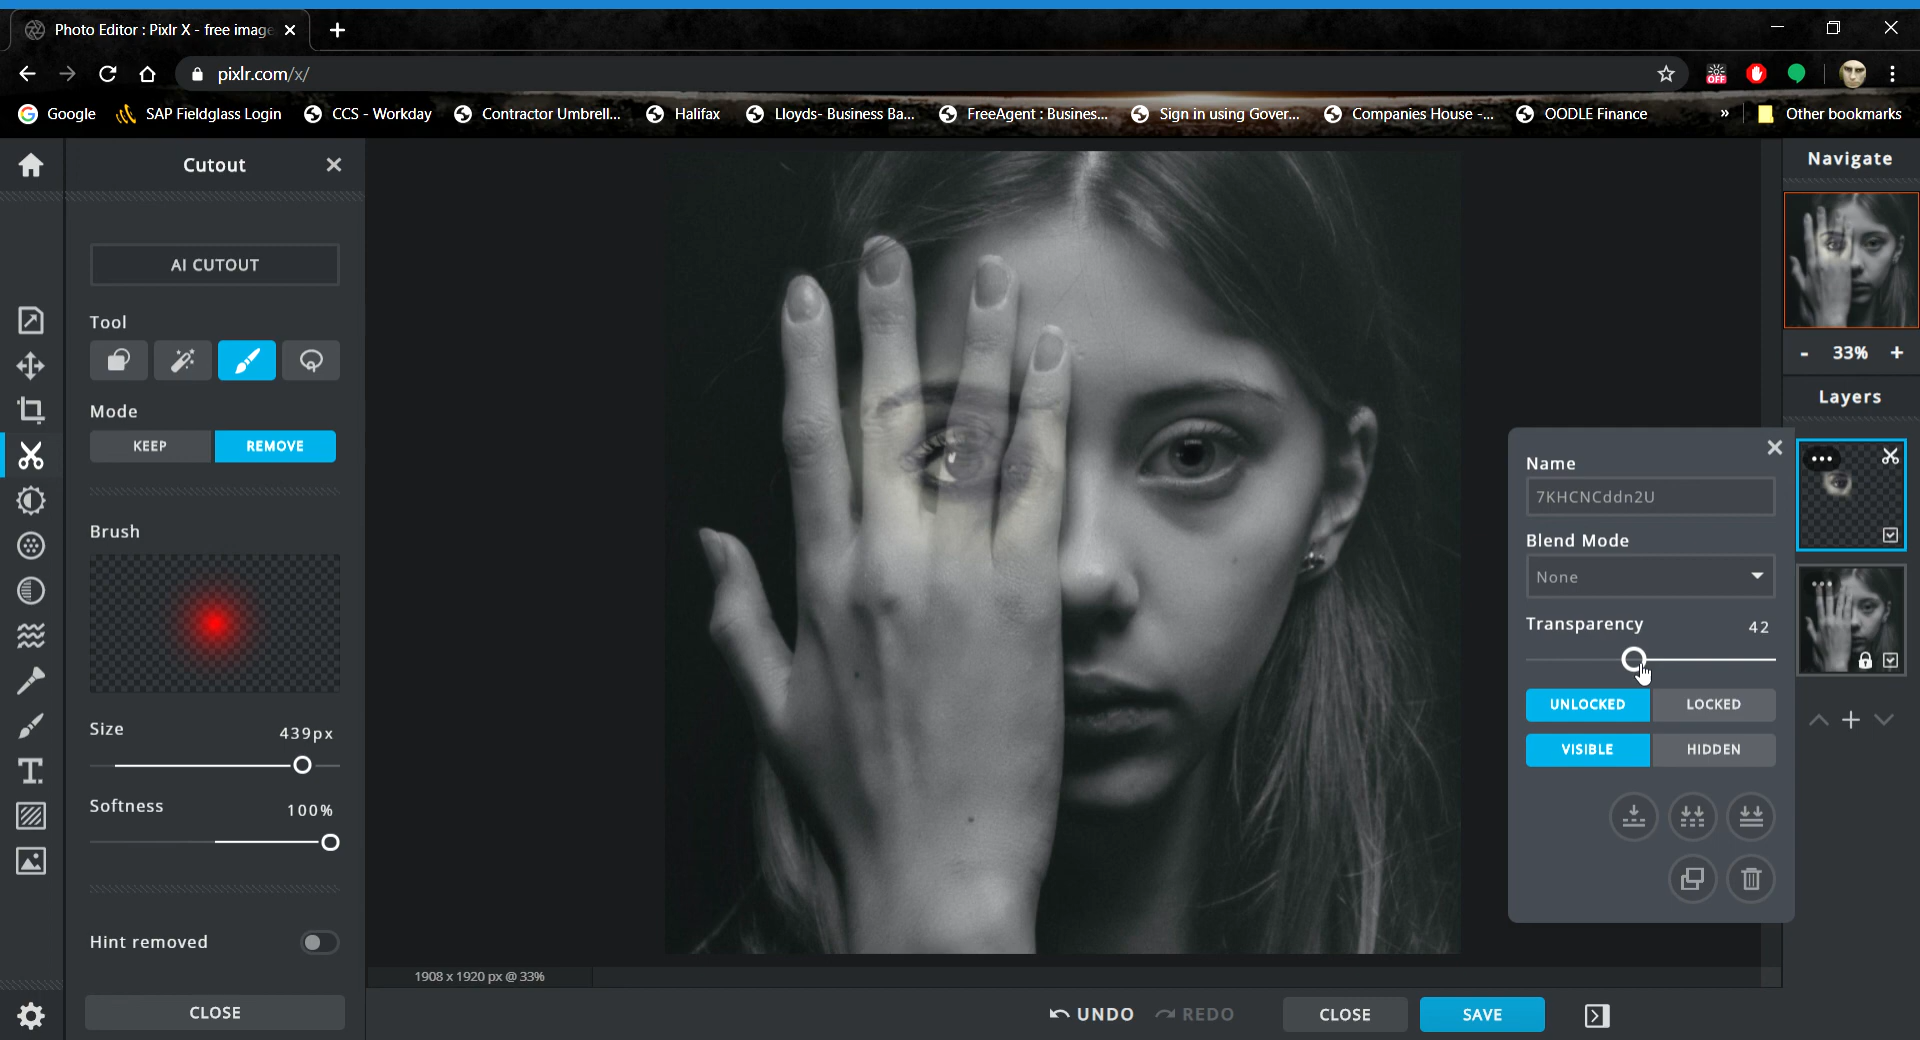 Photo Editor : Pixlr X - free image
pixlr.com/x/
OFF
Google
SAP Fieldglass Login
CCS - Workday
Contractor Umbrell...
Halifax
Lloyds- Business Ba...
FreeAgent : Busines...
Sign in using Gover...
Companies House -...
OODLE Finance
»
Other bookmarks
Cutout
Navigate
AI CUTOUT
Tool
- 33% +
Layers
Mode
KEEP
REMOVE
Name
7KHCNCddn2U
Brush
Blend Mode
None
Transparency
42
UNLOCKED
LOCKED
Size
439px
VISIBLE
HIDDEN
Softness
100%
Hint removed
1908 x 1920 px @ 33%
CLOSE
UNDO
REDO
CLOSE
SAVE